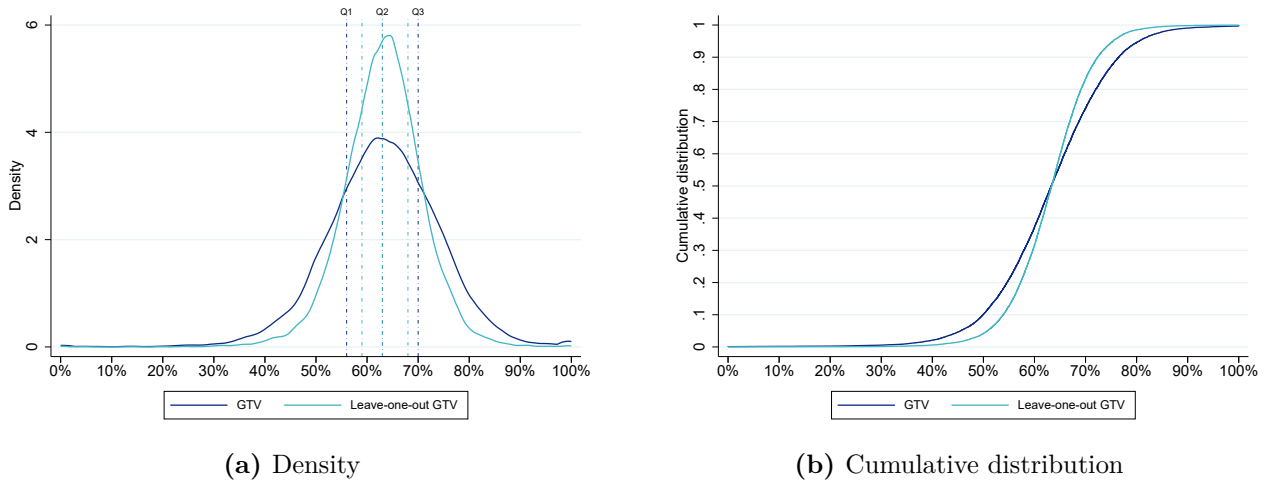 Q1 Q2 Q3
6
4
2
0
Density
0% 10% 20% 30% 40% 50% 60% 70% 80% 90% 100%
GTV Leave-one-out GTV
(a) Density
1
.9
.8
.7
.6
.5
.4
.3
.2
.1
0
Cumulative distribution
0% 10% 20% 30% 40% 50% 60% 70% 80% 90% 100%
GTV Leave-one-out GTV
(b) Cumulative distribution